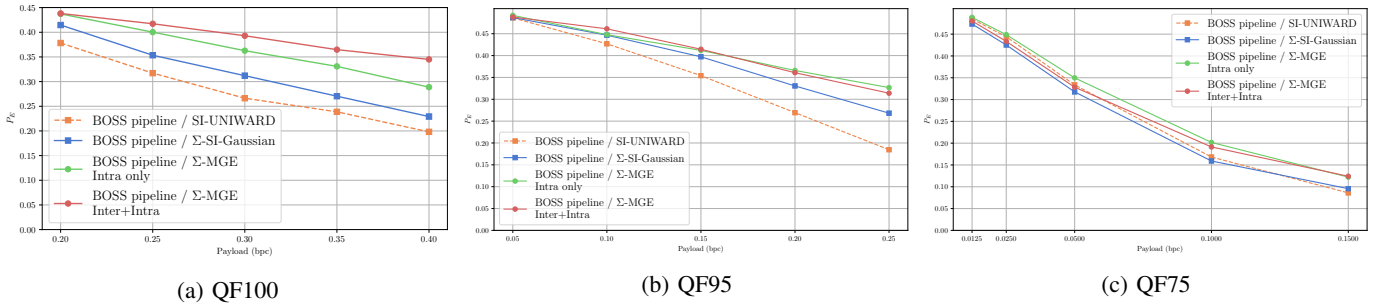 0.45
0.40
0.35
0.30
0.25
0.20
0.15
0.10
0.05
0.00
P_E
BOSS pipeline / SI-UNIWARD
BOSS pipeline / Σ-SI-Gaussian
BOSS pipeline / Σ-MGE
Intra only
BOSS pipeline / Σ-MGE
Inter+Intra
0.20 0.25 0.30 0.35 0.40
Payload (bpc)
(a) QF100
0.45
0.40
0.35
0.30
0.25
0.20
0.15
0.10
0.05
0.00
P_E
BOSS pipeline / SI-UNIWARD
BOSS pipeline / Σ-SI-Gaussian
BOSS pipeline / Σ-MGE
Intra only
BOSS pipeline / Σ-MGE
Inter+Intra
0.05 0.10 0.15 0.20 0.25
Payload (bpc)
(b) QF95
0.45
0.40
0.35
0.30
0.25
0.20
0.15
0.10
0.05
0.00
P_E
BOSS pipeline / SI-UNIWARD
BOSS pipeline / Σ-SI-Gaussian
BOSS pipeline / Σ-MGE
Intra only
BOSS pipeline / Σ-MGE
Inter+Intra
0.0125 0.0250 0.0500 0.1000 0.1500
Payload (bpc)
(c) QF75